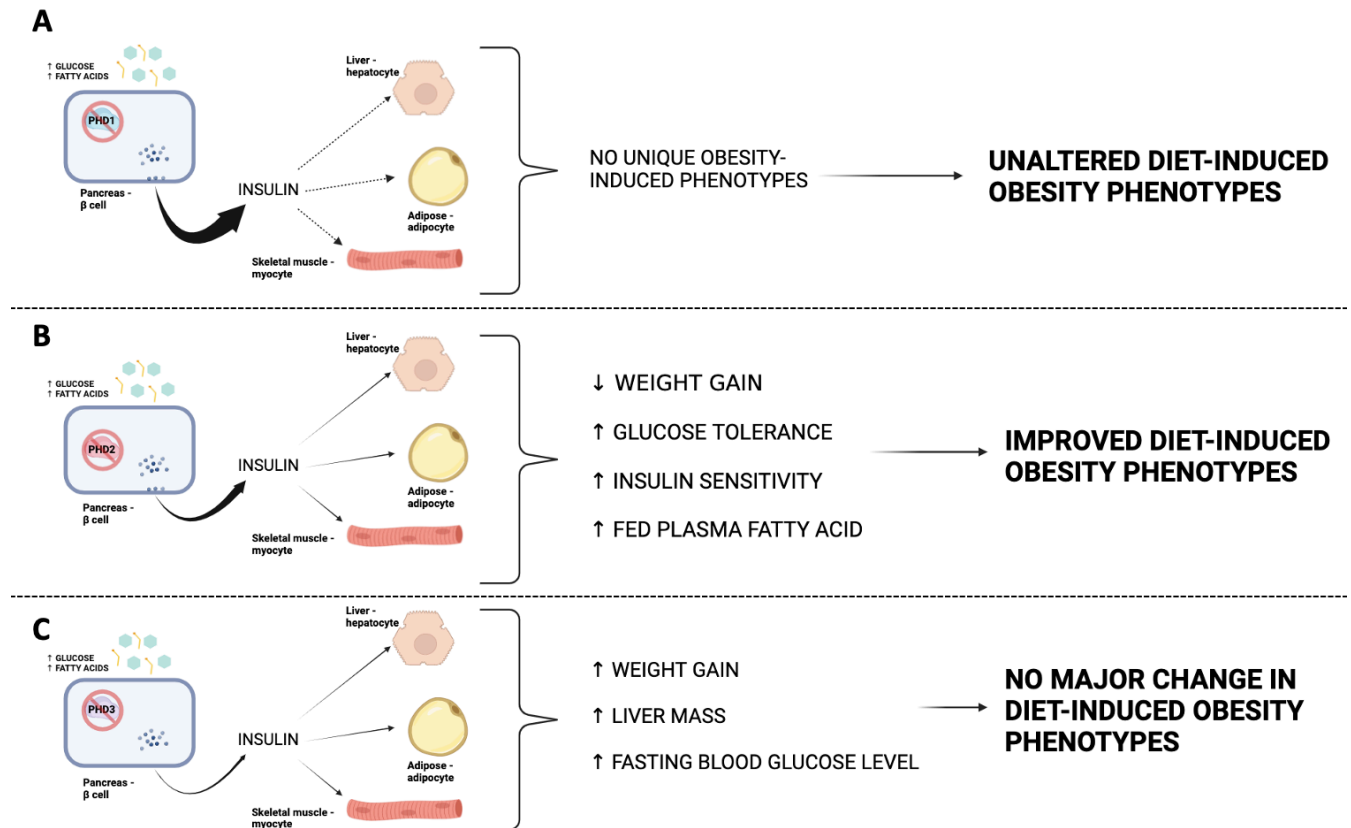 A
↑ GLUCOSE
↑ FATTY ACIDS
PHD1
Pancreas -
β cell
INSULIN
Liver -
hepatocyte
Adipose -
adipocyte
Skeletal muscle -
myocyte
NO UNIQUE OBESITY-
INDUCED PHENOTYPES
UNALTERED DIET-INDUCED
OBESITY PHENOTYPES
B
↑ GLUCOSE
↑ FATTY ACIDS
PHD2
Pancreas -
β cell
INSULIN
Liver -
hepatocyte
Adipose -
adipocyte
Skeletal muscle -
myocyte
↓ WEIGHT GAIN
↑ GLUCOSE TOLERANCE
↑ INSULIN SENSITIVITY
↑ FED PLASMA FATTY ACID
IMPROVED DIET-INDUCED
OBESITY PHENOTYPES
C
↑ GLUCOSE
↑ FATTY ACIDS
PHD3
Pancreas -
β cell
INSULIN
Liver -
hepatocyte
Adipose -
adipocyte
Skeletal muscle -
myocyte
↑ WEIGHT GAIN
↑ LIVER MASS
↑ FASTING BLOOD GLUCOSE LEVEL
NO MAJOR CHANGE IN
DIET-INDUCED OBESITY
PHENOTYPES